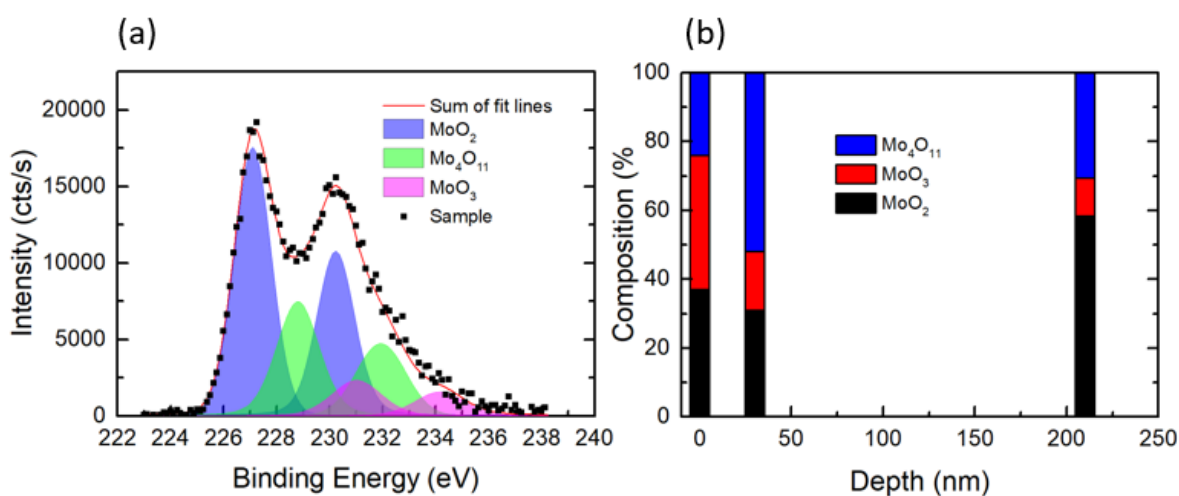 (a)
Intensity (cts/s)
20000
15000
10000
5000
0
222 224 226 228 230 232 234 236 238 240
Binding Energy (eV)
Sum of fit lines
MoO₂
Mo₄O₁₁
MoO₃
Sample
(b)
Composition (%
100
80
60
40
20
0
0 50 100 150 200 250
Depth (nm)
Mo₄O₁₁
MoO₃
MoO₂